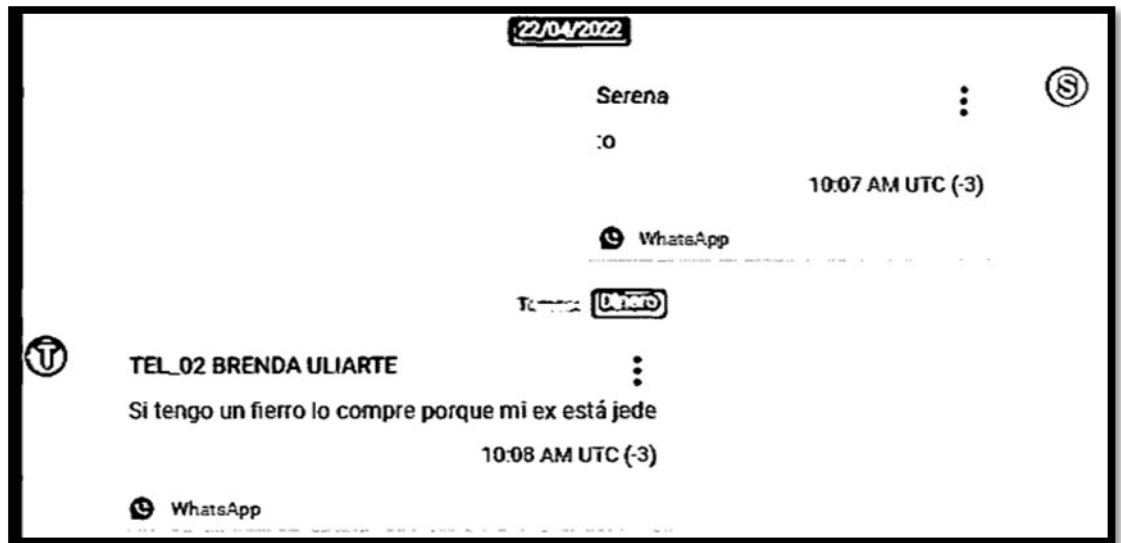 22/04/2022
S
Serena
:o
10:07 AM UTC (-3)
WhatsApp
Dinero
T
TEL_02 BRENDA ULIARTE
Si tengo un fierro lo compre porque mi ex está jede
10:08 AM UTC (-3)
WhatsApp